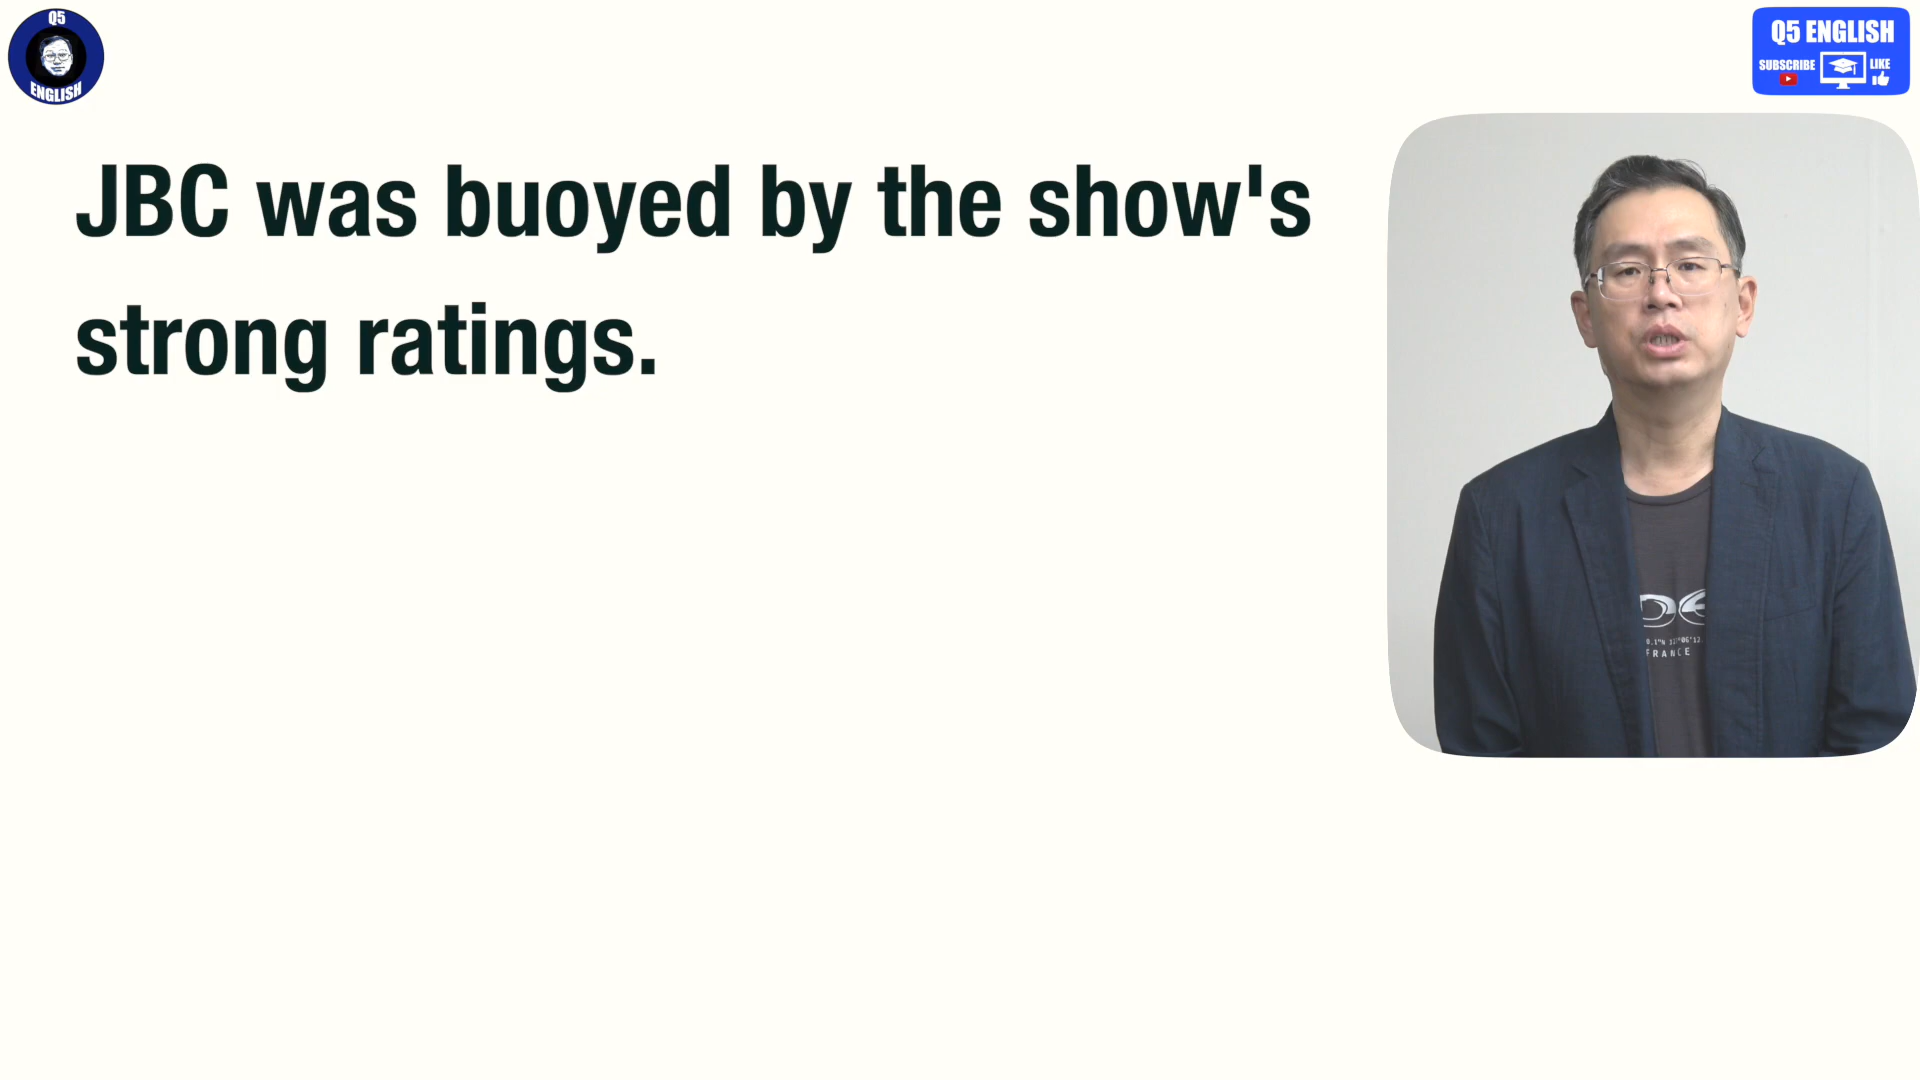 Q5
ENGLISH
Q5 ENGLISH
SUBSCRIBE
LIKE
JBC was buoyed by the show's
strong ratings.
FRANCE